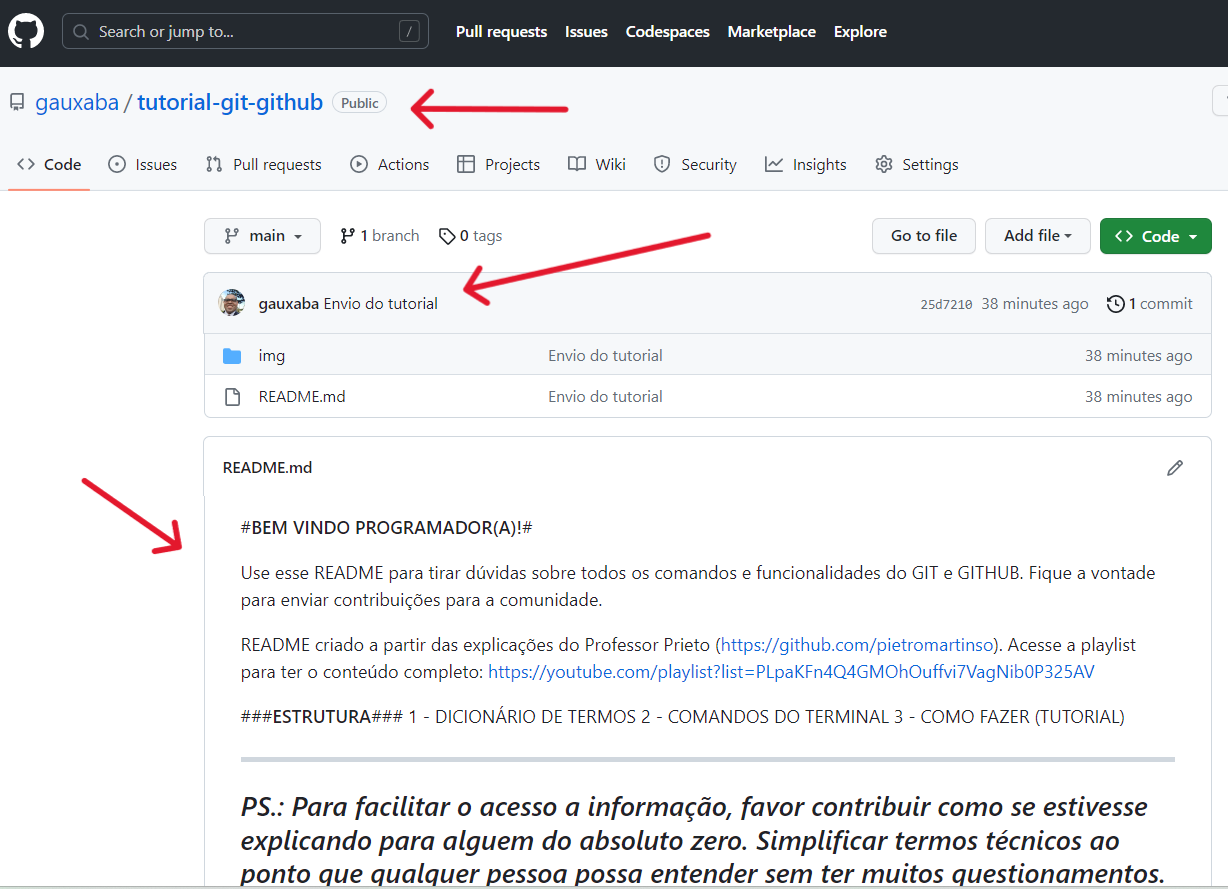 Search or jump to... / Pull requests Issues Codespaces Marketplace Explore
gauxaba / tutorial-git-github Public
Code Issues Pull requests Actions Projects Wiki Security Insights Settings
main 1 branch 0 tags Go to file Add file Code
gauxaba Envio do tutorial 25d7210 38 minutes ago 1 commit
img Envio do tutorial 38 minutes ago
README.md Envio do tutorial 38 minutes ago
README.md
#BEM VINDO PROGRAMADOR(A)!#
Use esse README para tirar dúvidas sobre todos os comandos e funcionalidades do GIT e GITHUB. Fique a vontade
para enviar contribuições para a comunidade.
README criado a partir das explicações do Professor Prieto (https://github.com/pietromartinso). Acesse a playlist
para ter o conteúdo completo: https://youtube.com/playlist?list=PLpaKFn4Q4GMOhOuffvi7VagNib0P325AV
###ESTRUTURA### 1 - DICIONÁRIO DE TERMOS 2 - COMANDOS DO TERMINAL 3 - COMO FAZER (TUTORIAL)
PS.: Para facilitar o acesso a informação, favor contribuir como se estivesse
explicando para alguem do absoluto zero. Simplificar termos técnicos ao
ponto que qualquer pessoa possa entender sem ter muitos questionamentos.